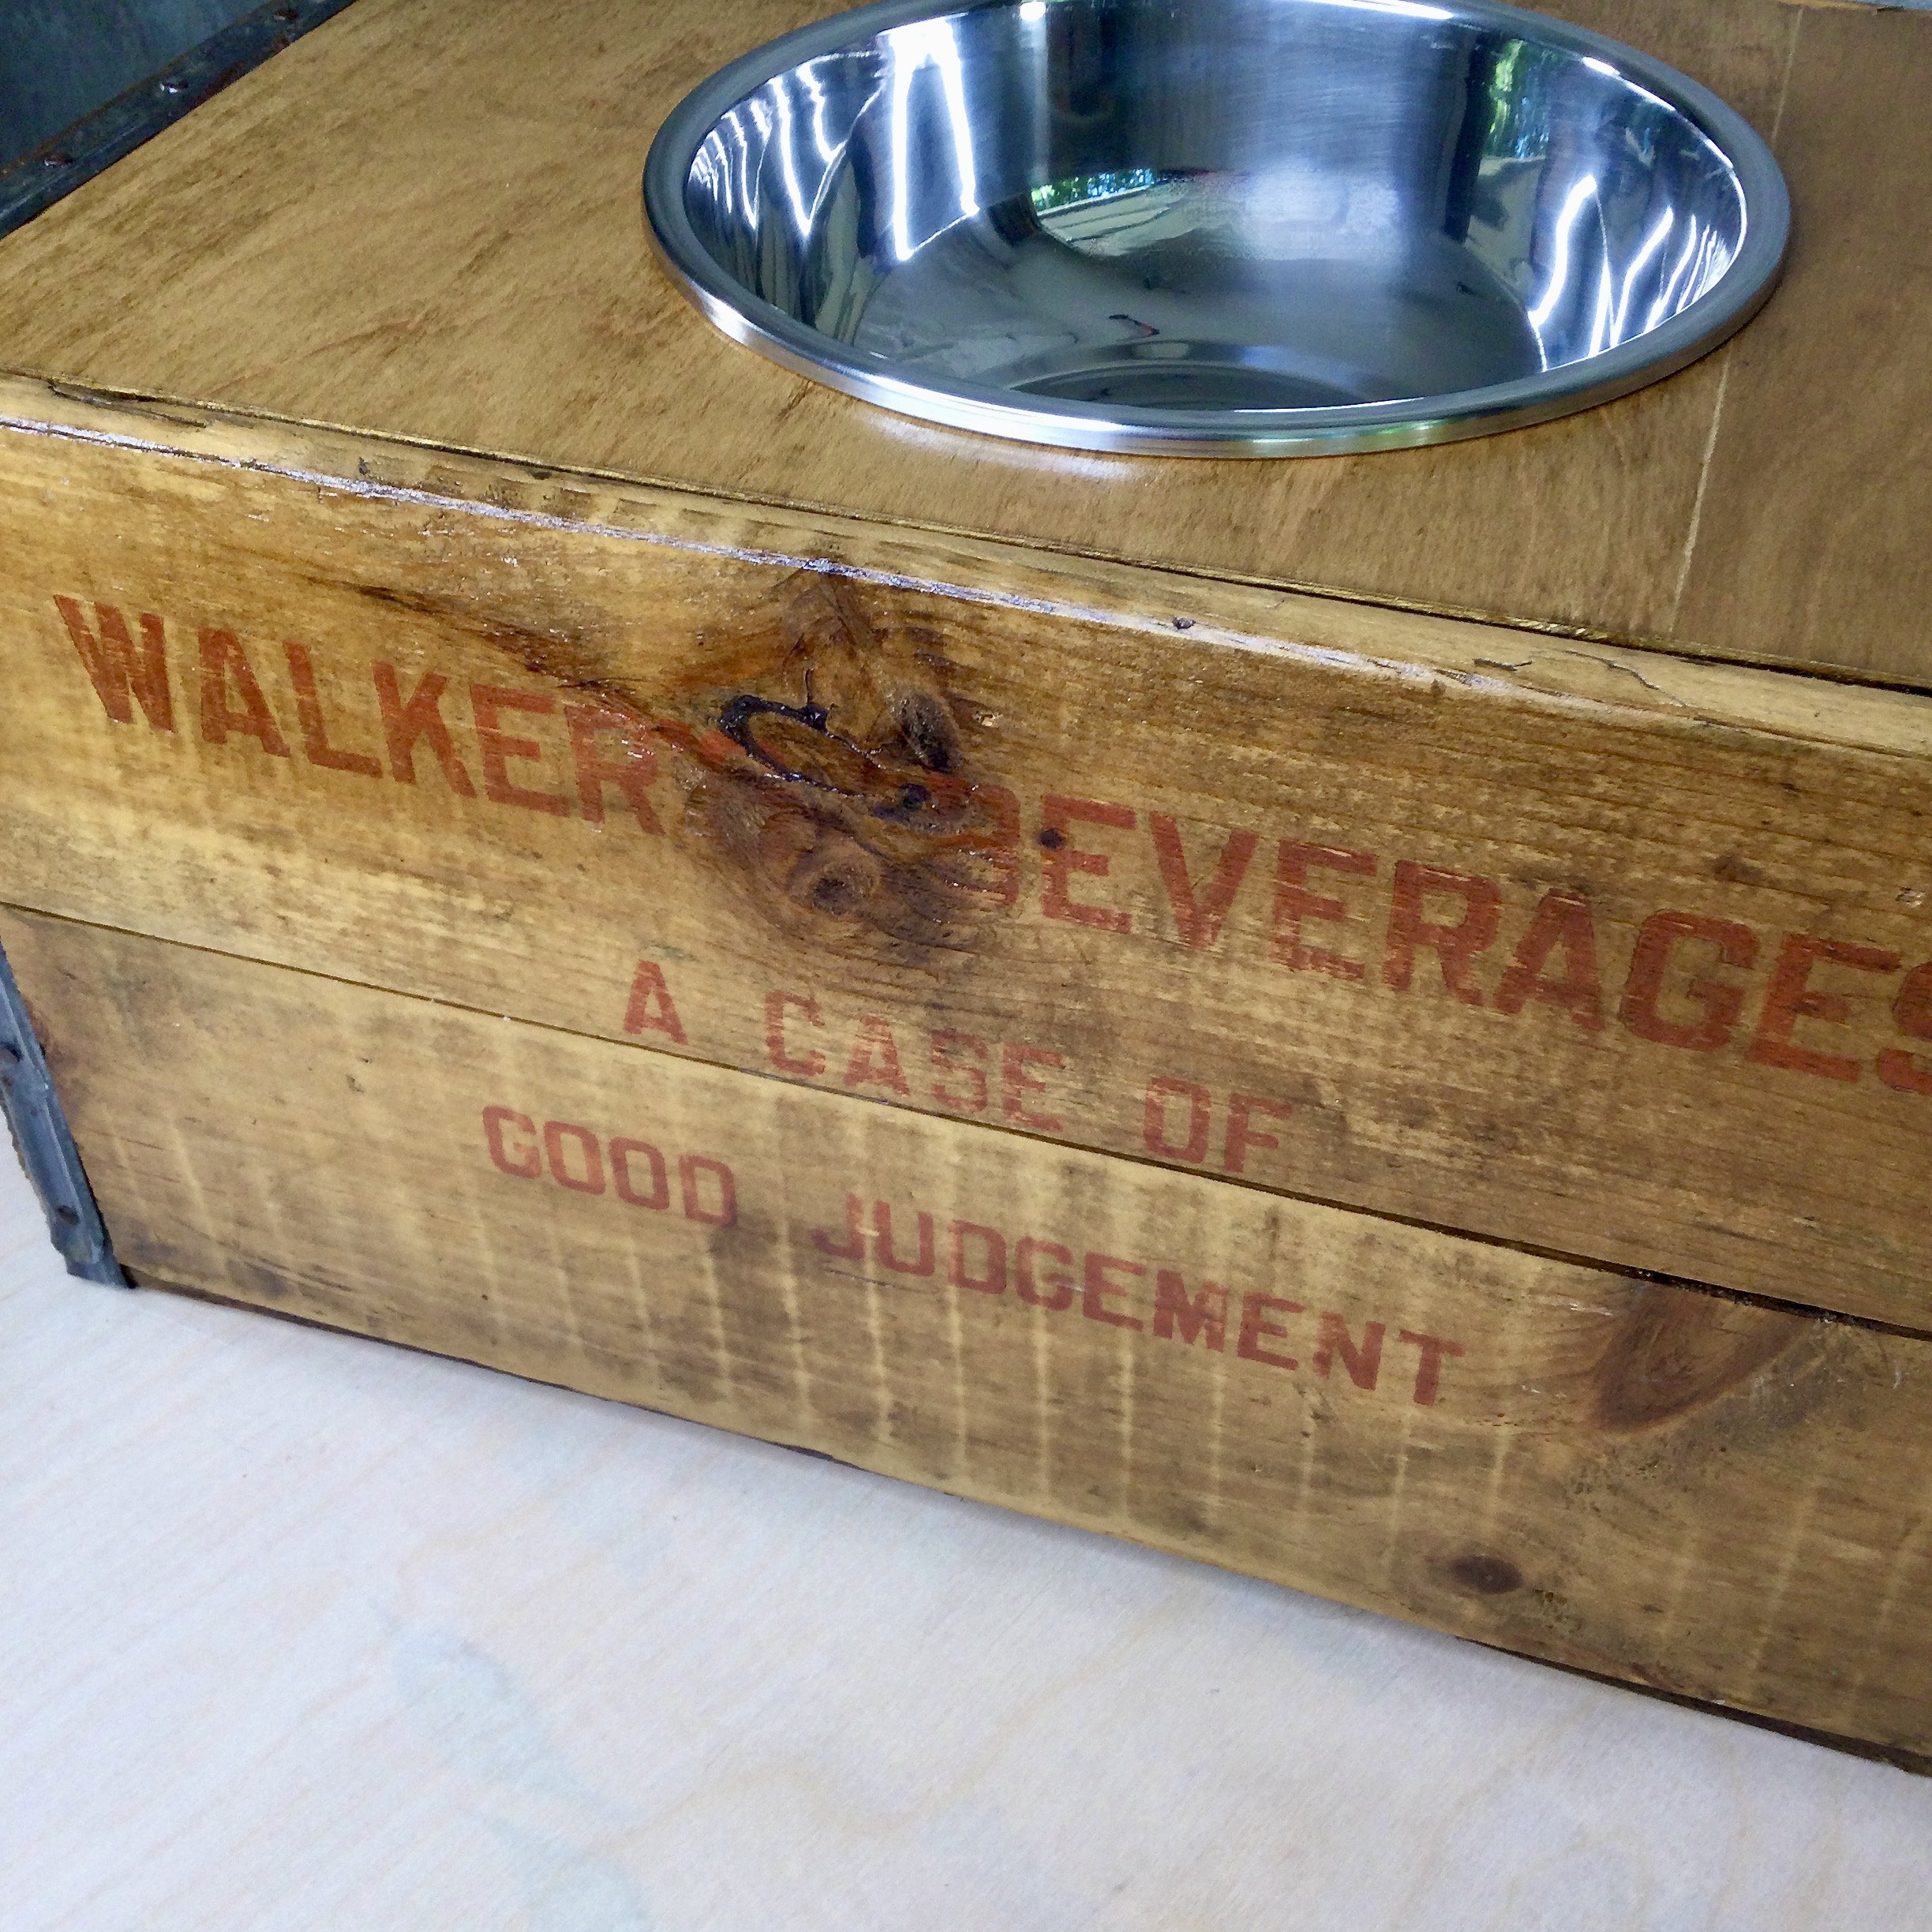 WALKER BEVERAGES
A CASE OF
GOOD JUDGEMENT